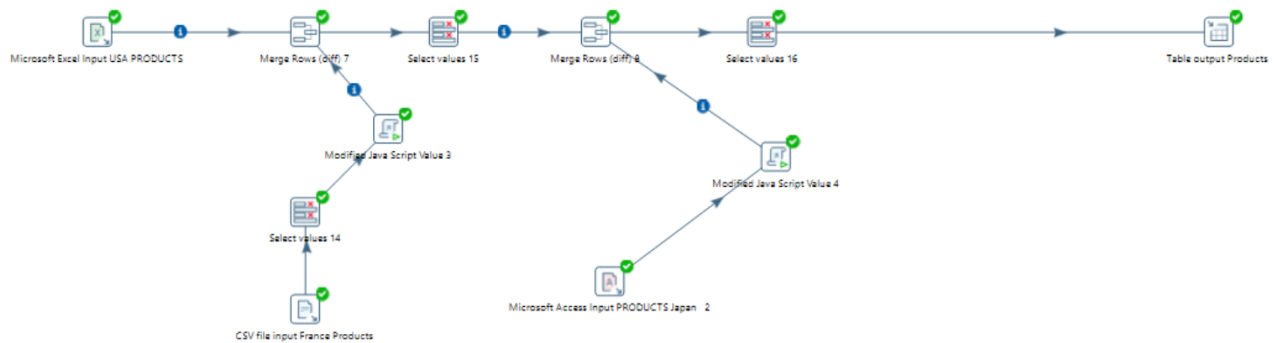 Microsoft Excel Input USA PRODUCTS
Merge Rows (diff) 7
Select values 15
Merge Rows (diff) 8
Select values 16
Table output Products
Modified Java Script Value 3
Modified Java Script Value 4
Select values 14
Microsoft Access Input PRODUCTS Japan 2
CSV file input France Products